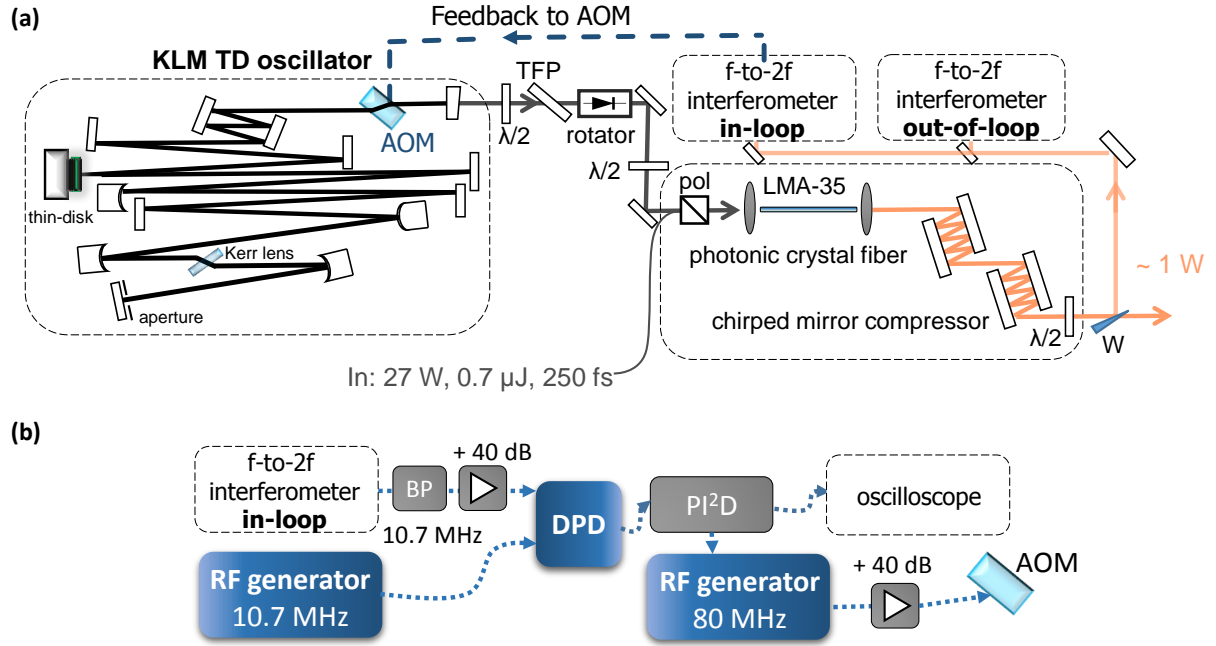 (a)
Feedback to AOM
KLM TD oscillator
AOM
thin-disk
Kerr lens
aperture
λ/2
TFP
rotator
λ/2
f-to-2f
interferometer
in-loop
f-to-2f
interferometer
out-of-loop
pol
LMA-35
photonic crystal fiber
chirped mirror compressor
λ/2
W
~ 1 W
In: 27 W, 0.7 µJ, 250 fs
(b)
f-to-2f
interferometer
in-loop
BP
10.7 MHz
+ 40 dB
RF generator
10.7 MHz
DPD
PI²D
oscilloscope
RF generator
80 MHz
+ 40 dB
AOM